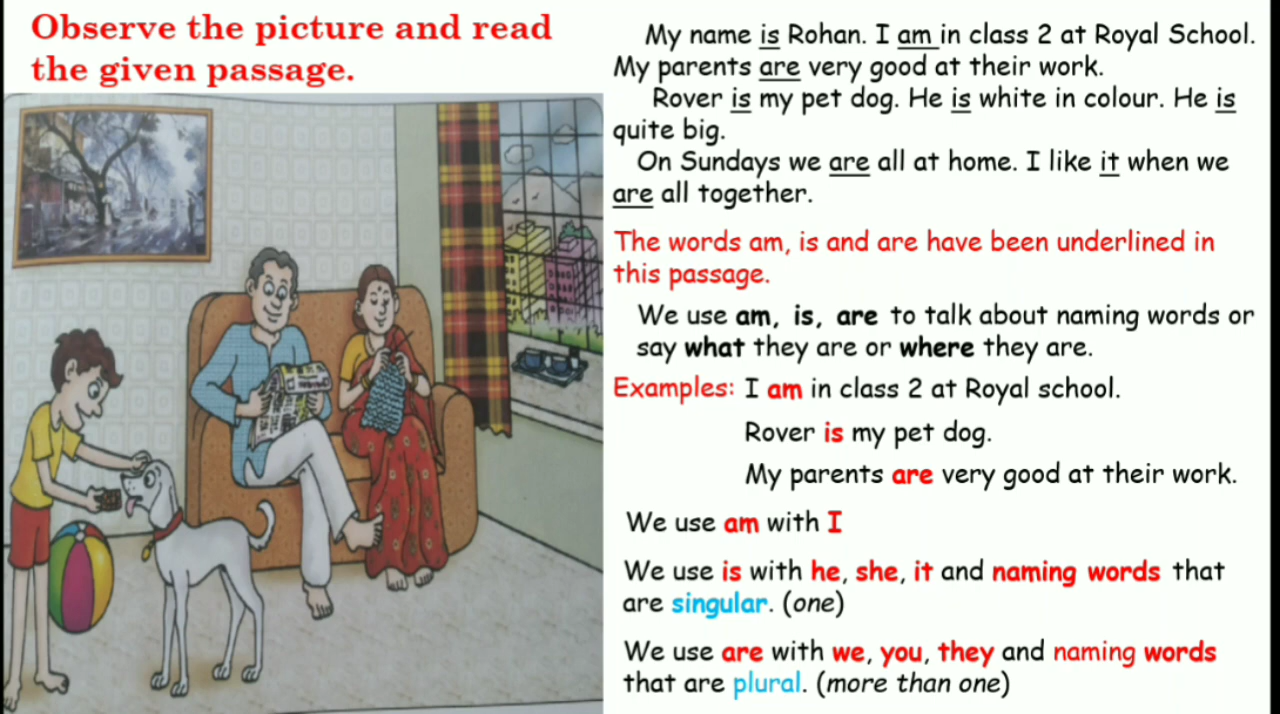 Observe the picture and read
the given passage.
My name is Rohan. I am in class 2 at Royal School.
My parents are very good at their work.
Rover is my pet dog. He is white in colour. He is
quite big.
On Sundays we are all at home. I like it when we
are all together.
The words am, is and are have been underlined in
this passage.
We use am, is, are to talk about naming words or
say what they are or where they are.
Examples: I am in class 2 at Royal school.
Rover is my pet dog.
My parents are very good at their work.
We use am with I
We use is with he, she, it and naming words that
are singular. (one)
We use are with we, you, they and naming words
that are plural. (more than one)